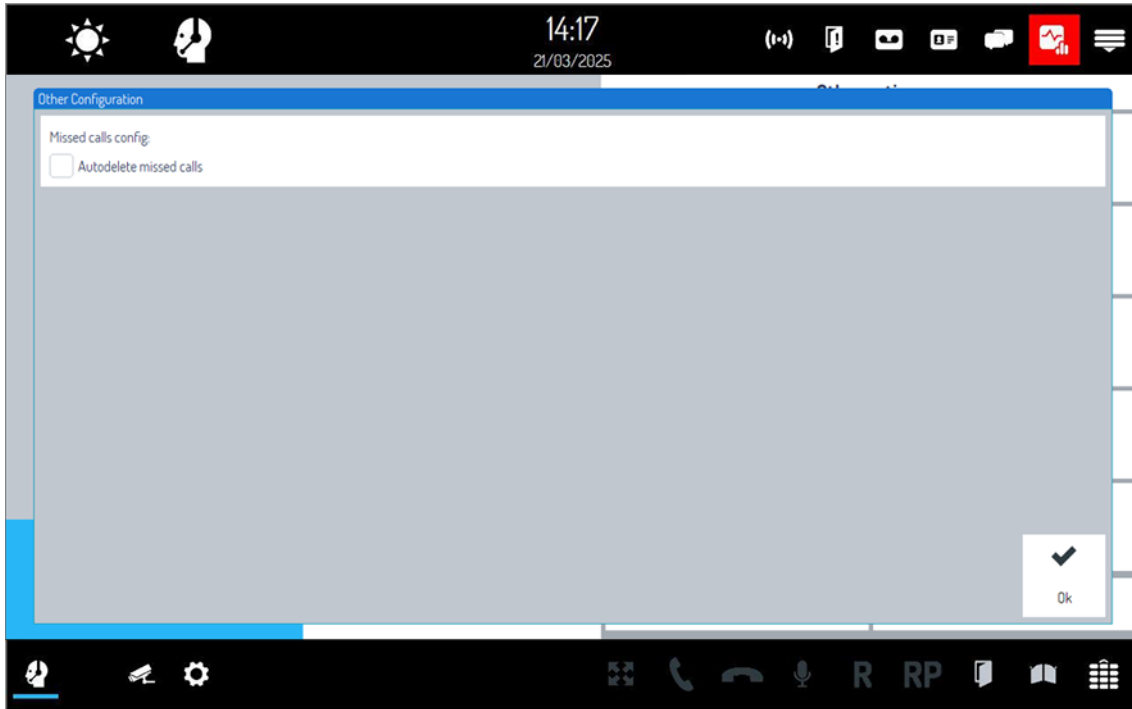 14:17
21/03/2025
Other Configuration
Missed calls config:
Autodelete missed calls
Ok
R RP